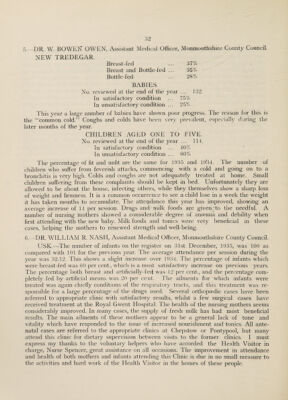 32
5.—DR. W. BOWEN OWEN, Assistant Medical Officer, Monmouthshire County Council.
NEW TREDEGAR.
Breast-fed ... 37%
Breast and Bottle-fed ... 35%
Bottle-fed ... 28%
BABIES
No. reviewed at the end of the year ... 132
In satisfactory condition ... 75%
In unsatisfactory condition ... 25%
This year a large number of babies have shown poor progress. The reason for this is
the "common cold." Coughs and colds have been very prevalent, especially during the
later months of the year.
CHILDREN AGED ONE TO FIVE.
No. reviewed at the end of the year ... 114
In satisfactory condition ... 40%
In unsatisfactory condition ... 60%
The percentage of fit and unfit are the same for 1935 and 1934. The number of
children who suffer from feverish attacks, commencing with a cold and going on to a
bronchitis is very high. Colds and coughs are not adequately treated at home. Small
children suffering from these complaints should be kept in bed. Unfortunately they are
allowed to be about the house, infecting others, while they themselves show a sharp loss
of weight and firmness. It is a common occurrence to see a child lose in a week the weight
it has taken months to accumulate. The attendance this year has improved, showing an
average increase of 11 per session. Drugs and milk foods are given to the needful. A
number of nursing mothers showed a considerable degree of anæmia and debility when
first attending with the new baby. Milk foods and tonics were very beneficial in these
cases, helping the mothers to renewed strength and well-being.
6.—DR. WILLIAM R. NASH, Assistant Medical Officer, Monmouthshire County Council.
USK.—The number of infants on the register on 31st December, 1935, was 106 as
compared with 101 for the previous year. The average attendance per session during the
year was 32.12. This shows a slight increase over 1934. The percentage of infants which
were breast-fed was 68 per cent., which is a most satisfactory increase on previous figures.
The percentage both breast and artificially-fed was 12 per cent., and the percentage completely
fed by artificial means was 20 per cent. The ailments for which infants were
treated was again chiefly conditions of the respiratory tracts, and this treatment was responsible
for a large percentage of the drugs used. Several orthopædic cases have been
referred to appropriate clinic with satisfactory results, whilst a few surgical cases have
received treatment at the Royal Gwent Hospital. The health of the nursing mothers seems
considerably improved. In many cases, the supply of fresh milk has had most beneficial
results. The main ailments of these mothers appear to be a general lack of tone and
vitality which have responded to the issue of increased nourishment and tonics. All antenatal
cases are referred to the appropriate clinics at Chepstow or Pontypool, but many
attend this clinic for dietary supervision between visits to the former clinics. I must
express my thanks to the voluntary helpers who have accorded the Health Visitor in
charge, Nurse Spencer, great assistance on all occasions. The improvement in attendance
and health of both mothers and infants attending this Clinic is due in no small measure to
the activities and hard work of the Health Visitor in the homes of these people.